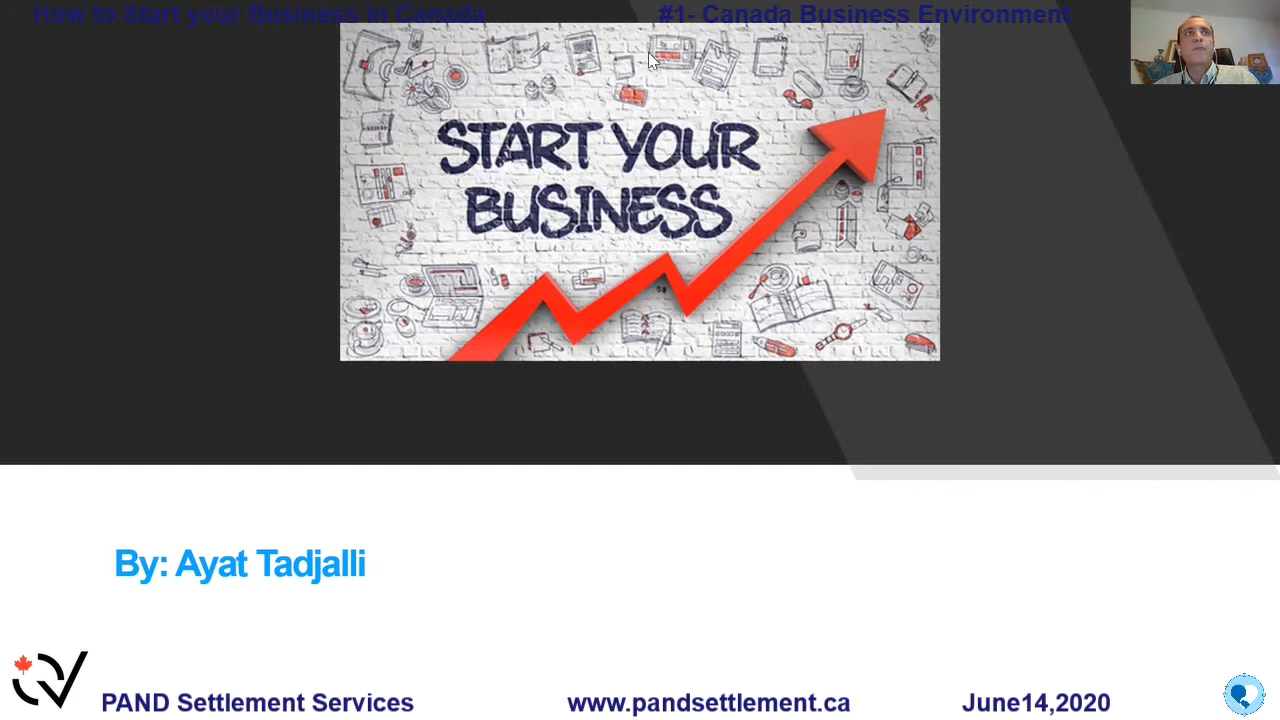 How to Start your Business in Canada
#1- Canada Business Environment
START YOUR
BUSINESS
By: Ayat Tadjalli
PAND Settlement Services
www.pandsettlement.ca
June14,2020